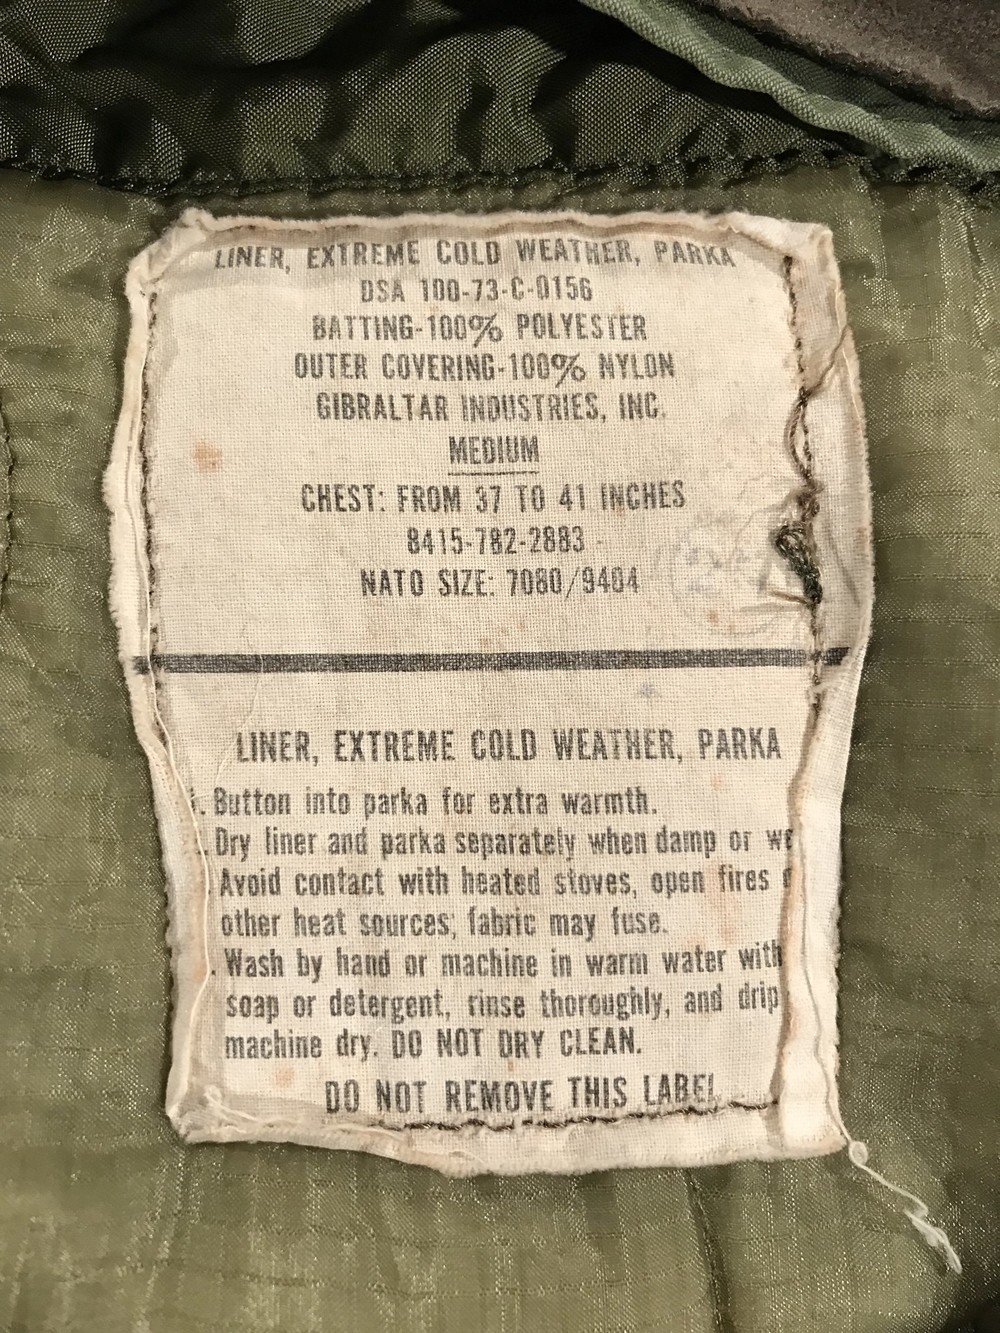 LINER, EXTREME COLD WEATHER, PARKA
DSA 100-73-C-0156
BATTING-100% POLYESTER
OUTER COVERING-100% NYLON
GIBRALTAR INDUSTRIES, INC.
MEDIUM
CHEST: FROM 37 TO 41 INCHES
8415-782-2883
NATO SIZE: 7080/9404
LINER, EXTREME COLD WEATHER, PARKA
. Button into parka for extra warmth.
. Dry liner and parka separately when damp or we
Avoid contact with heated stoves, open fires
other heat sources; fabric may fuse.
. Wash by hand or machine in warm water with
soap or detergent, rinse thoroughly, and drip
machine dry. DO NOT DRY CLEAN.
DO NOT REMOVE THIS LABEL